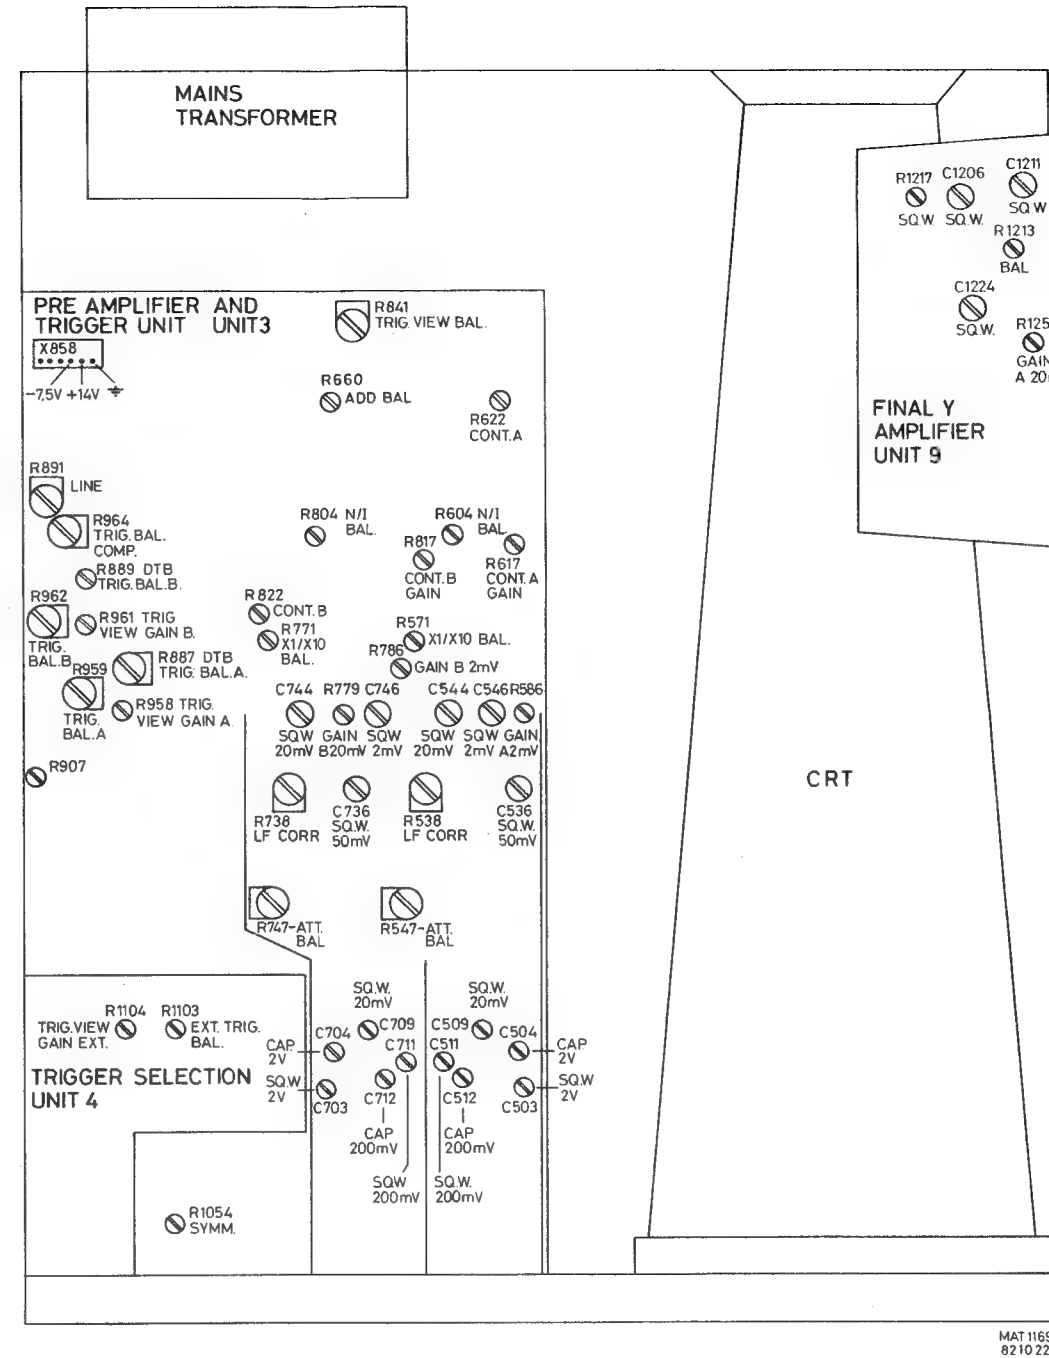 MAINS
TRANSFORMER
R1217
C1206
C1211
SQ.W.
SQ.W.
SQ.W
R1213
BAL
C1224
SQ.W.
R125
GAIN
A 20
FINAL Y
AMPLIFIER
UNIT 9
PRE AMPLIFIER AND
TRIGGER UNIT UNIT3
X858
-7,5V +14V
R841
TRIG. VIEW BAL.
R660
ADD BAL
R622
CONT.A
R891
LINE
R964
TRIG. BAL.
COMP.
R889 DTB
TRIG. BAL.B.
R962
TRIG.
BAL.B
R961 TRIG
VIEW GAIN B.
R887 DTB
TRIG. BAL.A.
R959
TRIG.
BAL.A
R958 TRIG.
VIEW GAIN A.
R907
R804 N/I
BAL.
R604 N/I
BAL.
R817
CONT.B
GAIN
R617
CONT.A
GAIN
R822
CONT.B
R771
X1/X10
BAL.
R571
X1/X10 BAL.
R786
GAIN B 2mV
C744 R779 C746 C544 C546 R586
SQW GAIN SQW SQW SQW GAIN
20mV B20mV 2mV 20mV 2mV A2mV
R738
LF CORR
C736
SQ.W.
50mV
R538
LF CORR
C536
SQ.W.
50mV
CRT
R747-ATT.
BAL
R547-ATT.
BAL
SQ.W.
20mV
SQ.W.
20mV
R1104
TRIG.VIEW
GAIN EXT.
R1103
EXT. TRIG.
BAL.
TRIGGER SELECTION
UNIT 4
C704
C709
C509
C504
CAP
2V
C711
C511
CAP
2V
SQ.W
2V
C703
C712
C512
C503
SQ.W
2V
CAP
200mV
CAP
200mV
SQW
200mV
SQ.W.
200mV
R1054
SYMM.
MAT 1169
821022